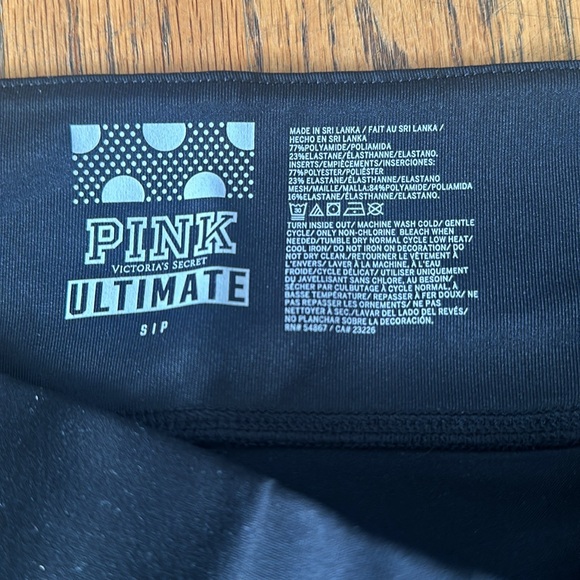 PINK
VICTORIA'S SECRET
ULTIMATE
S|P
MADE IN SRI LANKA / FAIT AU SRI LANKA /
HECHO EN SRI LANKA
77%POLYAMIDE/POLIAMIDA
23%ELASTANE/ÉLASTHANNE/ELASTANO.
INSERTS/EMPIÈCEMENTS/INSERCIONES:
77%POLYESTER/POLIÉSTER
23% ELASTANE/ÉLASTHANNE/ELASTANO
MESH/MAILLE/MALLA:84%POLYAMIDE/POLIAMIDA
16%ELASTANE/ÉLASTHANNE/ELASTANO.
TURN INSIDE OUT/ MACHINE WASH COLD/ GENTLE
CYCLE/ ONLY NON-CHLORINE BLEACH WHEN
NEEDED/TUMBLE DRY NORMAL CYCLE LOW HEAT/
COOL IRON/ DO NOT IRON ON DECORATION/ DO
NOT DRY CLEAN./RETOURNER LE VÊTEMENT À
L'ENVERS/ LAVER À LA MACHINE, À L'EAU
FROIDE/CYCLE DÉLICAT/ UTILISER UNIQUEMENT
DU JAVELLISANT SANS CHLORE, AU BESOIN/
SÉCHER PAR CULBUTAGE À CYCLE NORMAL, À
BASSE TEMPÉRATURE/ REPASSER À FER DOUX/ NE
PAS REPASSER LES ORNEMENTS/ NE PAS
NETTOYER À SEC./LAVAR DEL LADO DEL REVÉS/
NO PLANCHAR SOBRE LA DECORACIÓN.
RN# 54867 / CA# 23226